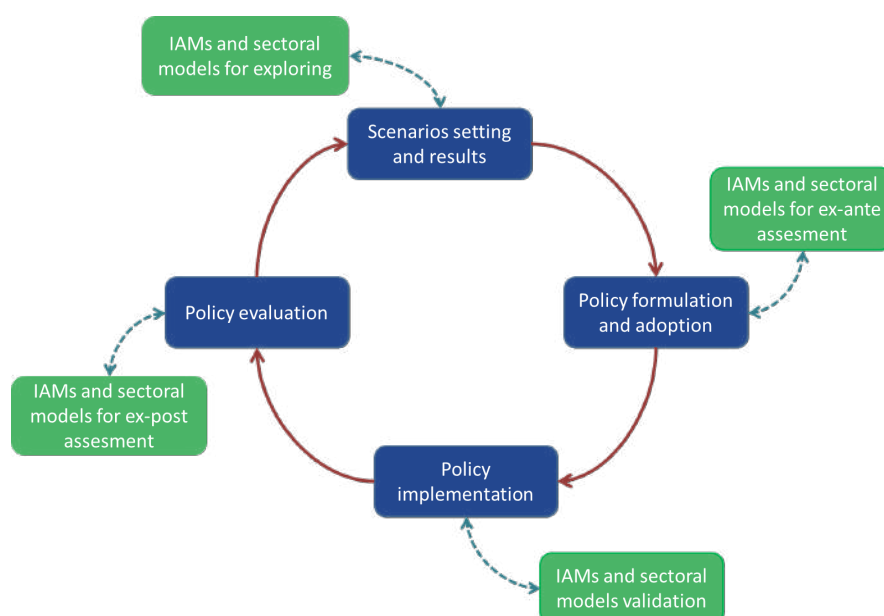 IAMs and sectoral
models for exploring
Scenarios setting
and results
IAMs and sectoral
models for ex-ante
assesment
Policy evaluation
Policy formulation
and adoption
IAMs and sectoral
models for ex-post
assesment
Policy
implementation
IAMs and sectoral
models validation